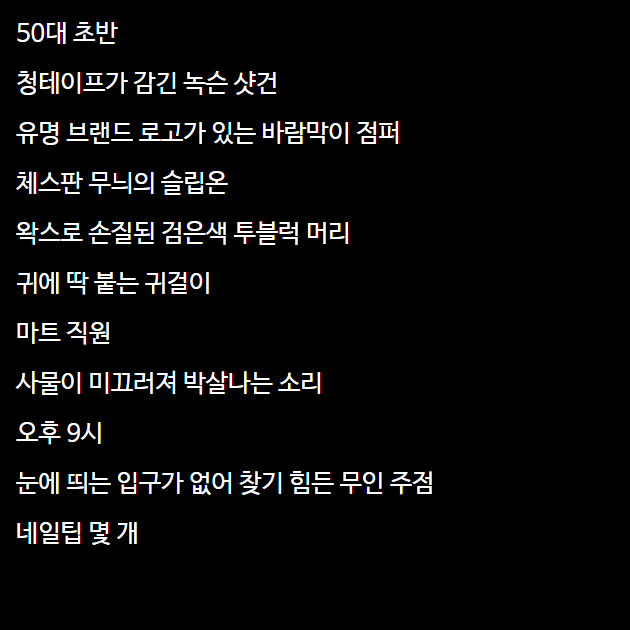 50대 초반
청테이프가 감긴 녹슨 샷건
유명 브랜드 로고가 있는 바람막이 점퍼
체스판 무늬의 슬립온
왁스로 손질된 검은색 투블럭 머리
귀에 딱 붙는 귀걸이
마트 직원
사물이 미끄러져 박살나는 소리
오후 9시
눈에 띄는 입구가 없어 찾기 힘든 무인 주점
네일팁 몇 개